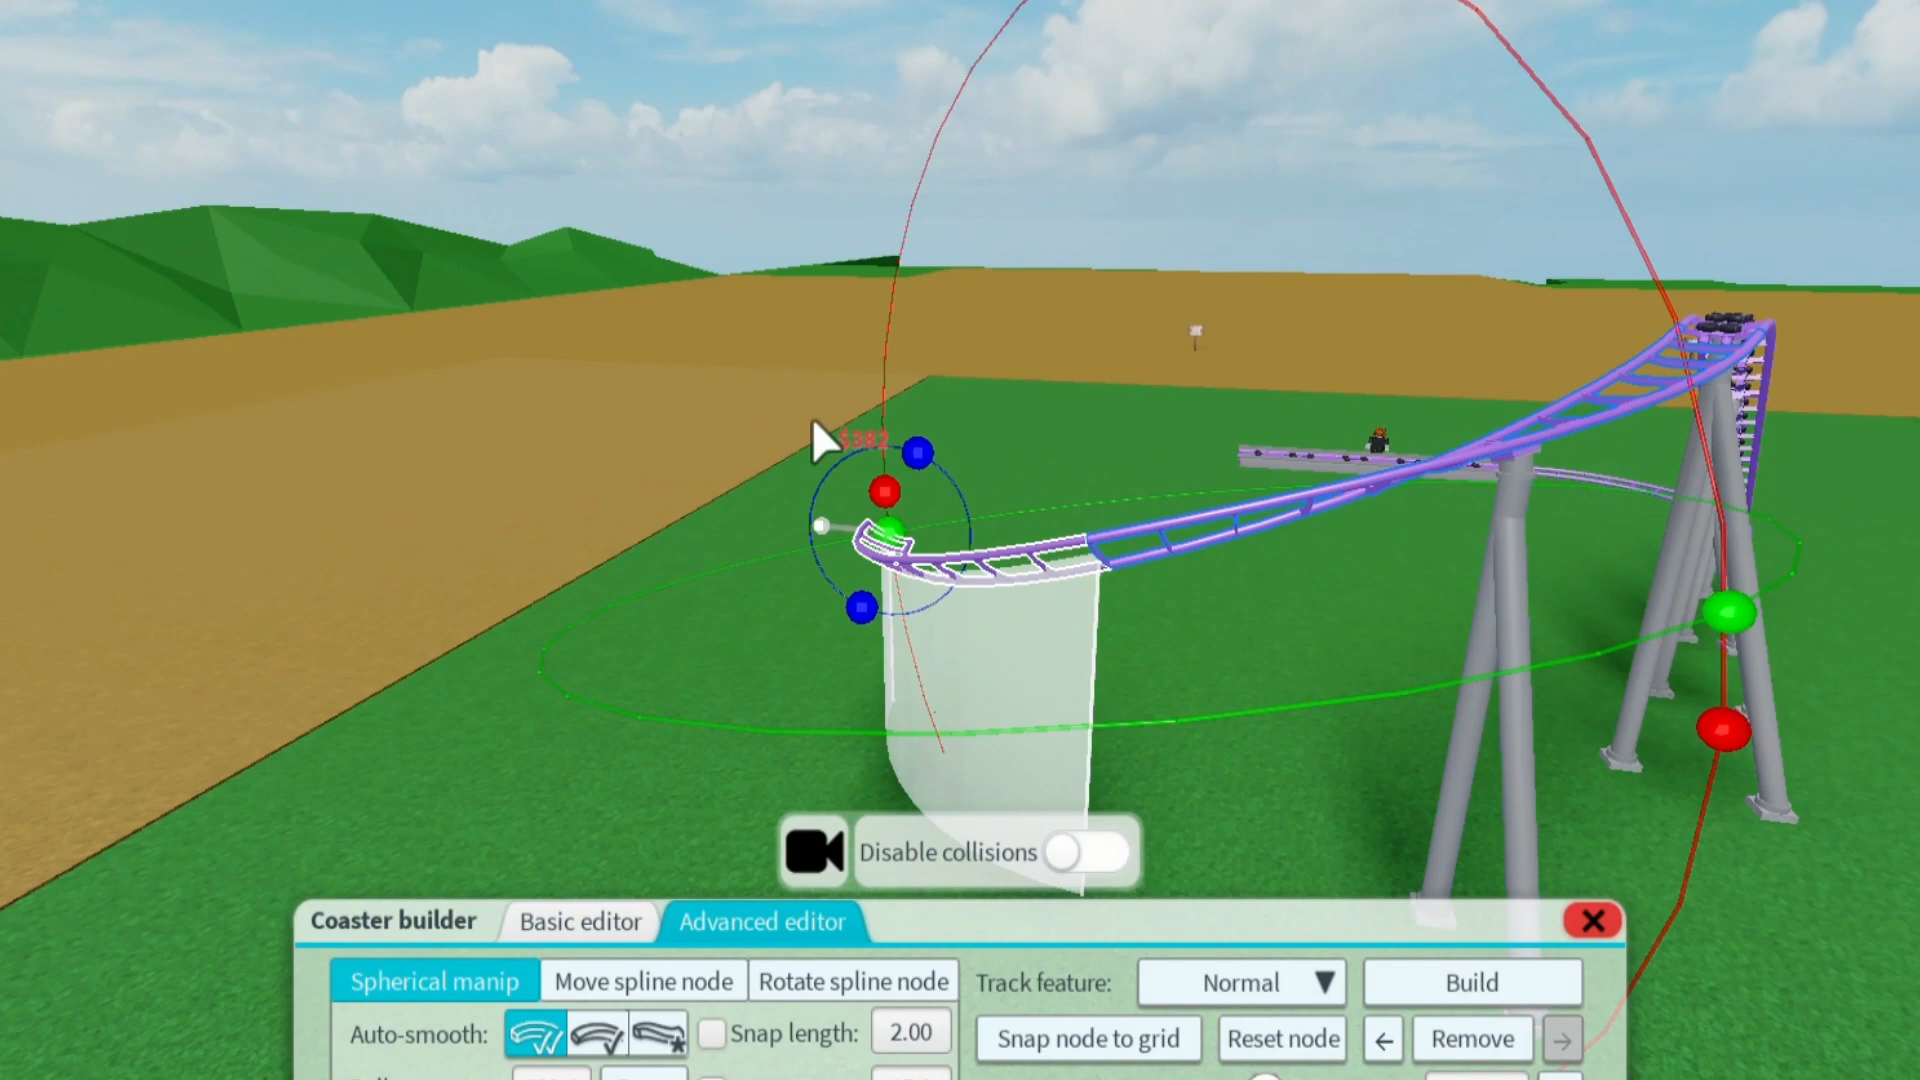 $382
Disable collisions
Coaster builder Basic editor Advanced editor
Spherical manip Move spline node Rotate spline node Track feature: Normal Build
Auto-smooth: Snap length: 2.00 Snap node to grid Reset node ← Remove →